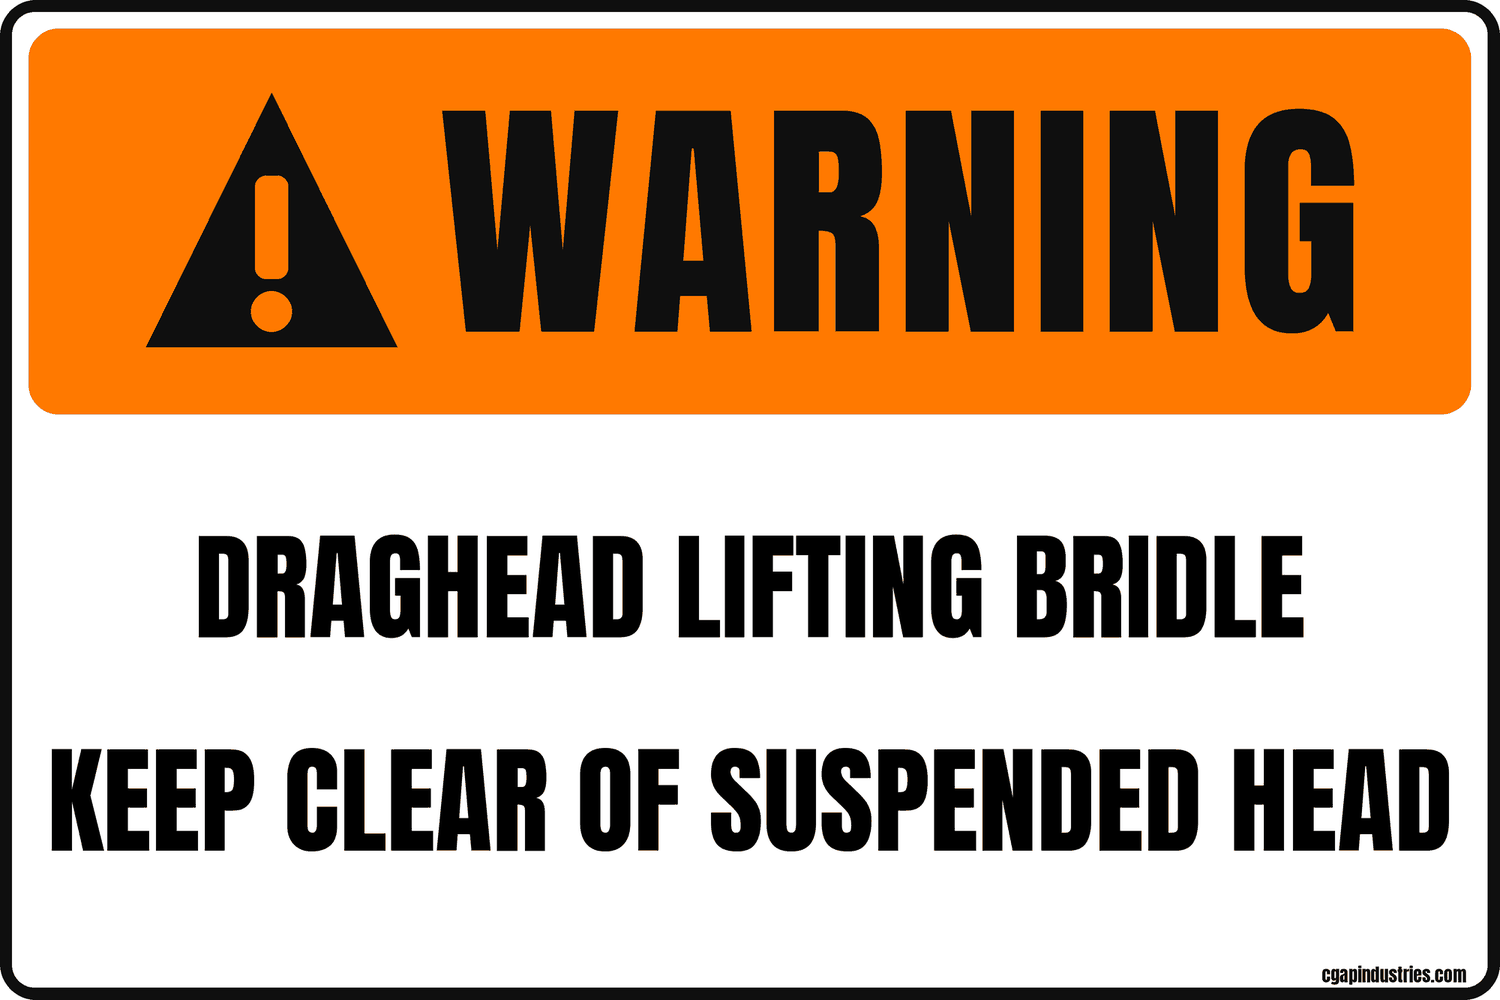 WARNING
DRAGHEAD LIFTING BRIDLE
KEEP CLEAR OF SUSPENDED HEAD
cgapindustries.com